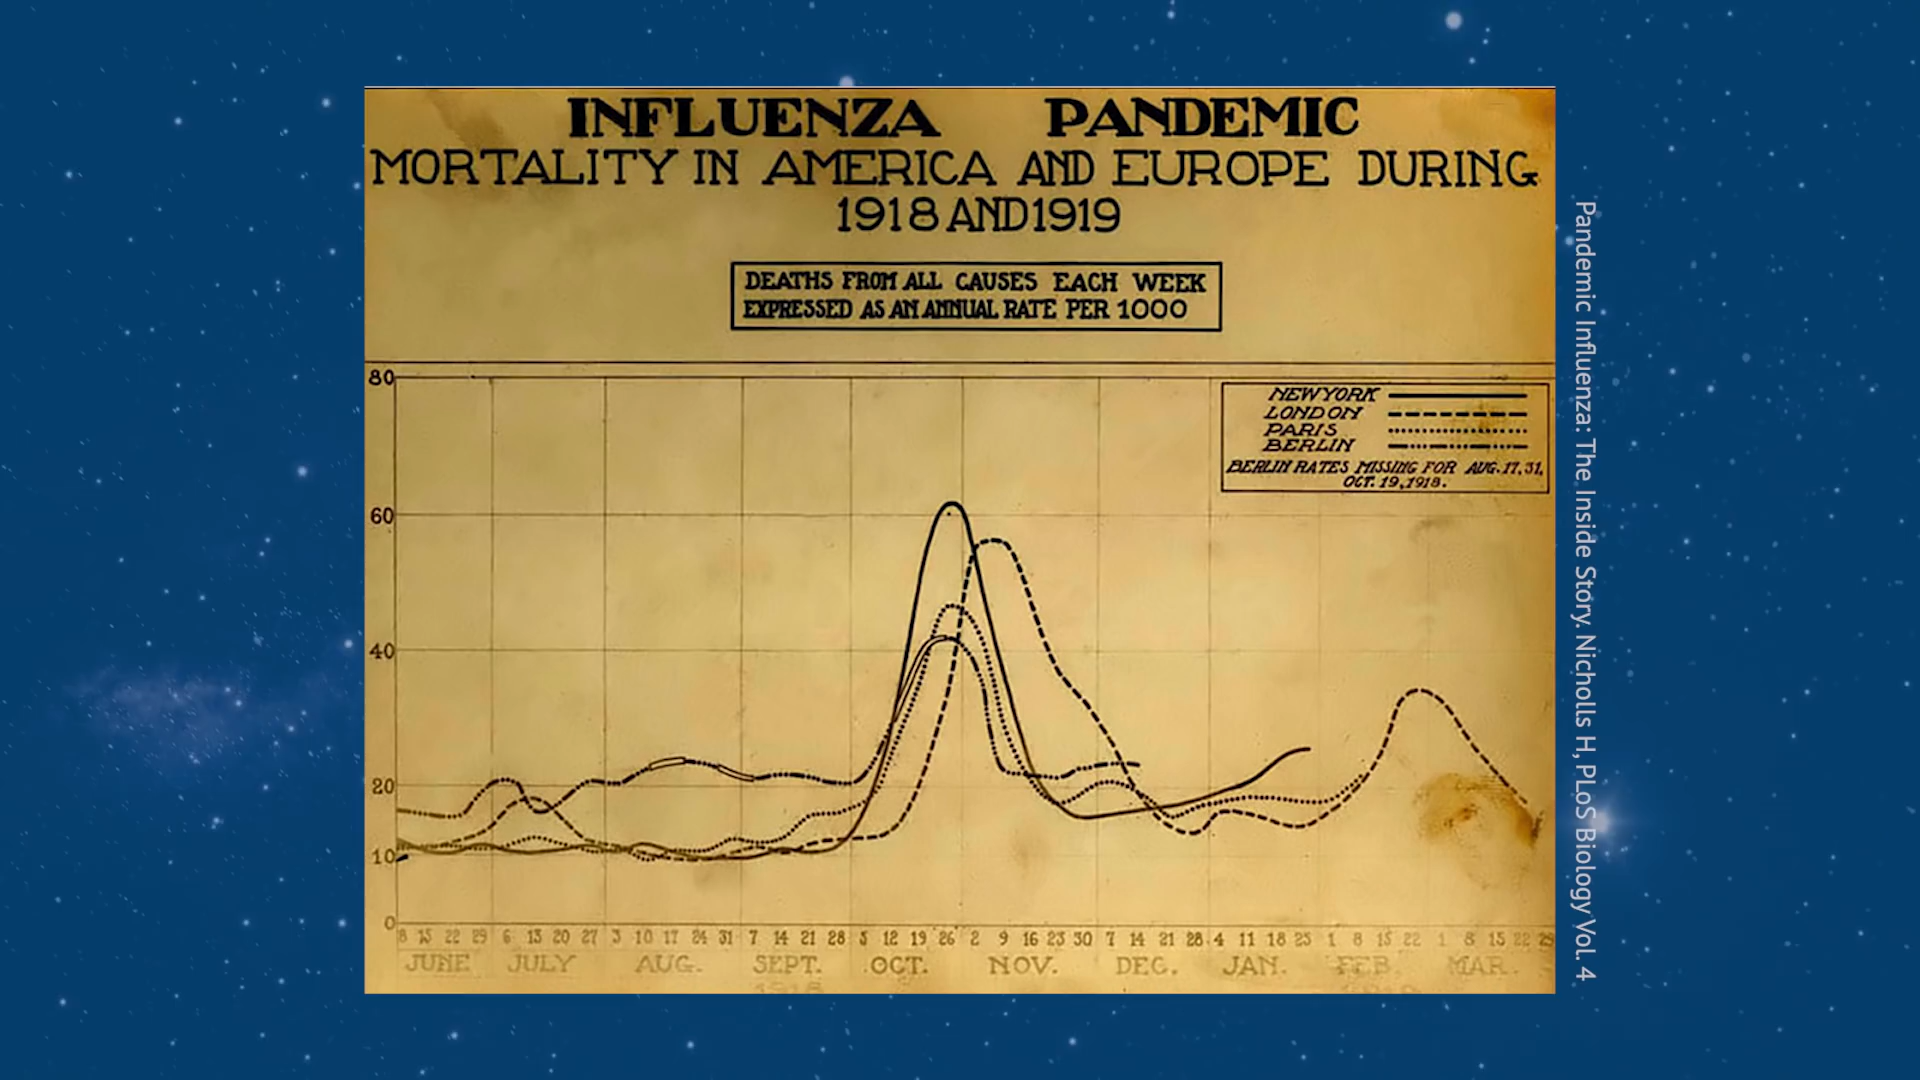 INFLUENZA PANDEMIC
MORTALITY IN AMERICA AND EUROPE DURING
1918 AND 1919
DEATHS FROM ALL CAUSES EACH WEEK
EXPRESSED AS AN ANNUAL RATE PER 1000
80
NEW YORK
LONDON
PARIS
BERLIN
BERLIN RATES MISSING FOR AUG. 17, 31,
OCT. 19, 1918.
60
40
20
10
0
8 15 22 29 6 13 20 27 3 10 17 24 31 7 14 21 28 5 12 19 26 2 9 16 23 30 7 14 21 28 4 11 18 25 1 8 15 22 1 8 15 22 29
JUNE JULY AUG. SEPT. OCT. NOV. DEC. JAN. FEB. MAR.
1918
Pandemic Influenza: The Inside Story. Nicholls H, PLoS Biology Vol. 4